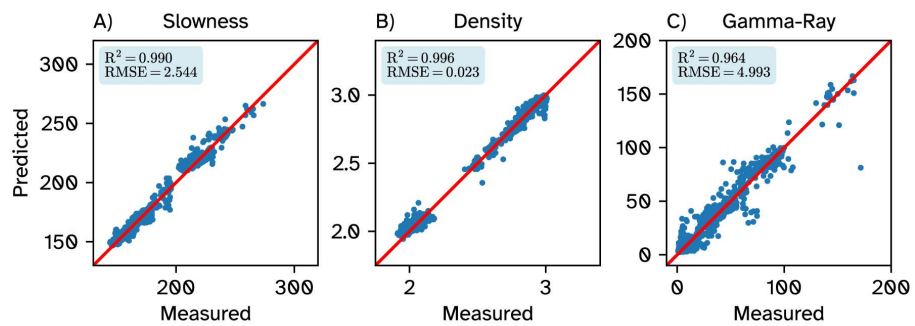 A) Slowness
R² = 0.990
RMSE = 2.544
300
250
200
150
Predicted
200 300
Measured
B) Density
R² = 0.996
RMSE = 0.023
3.0
2.5
2.0
2 3
Measured
C) Gamma-Ray
R² = 0.964
RMSE = 4.993
200
150
100
50
0
0 100 200
Measured